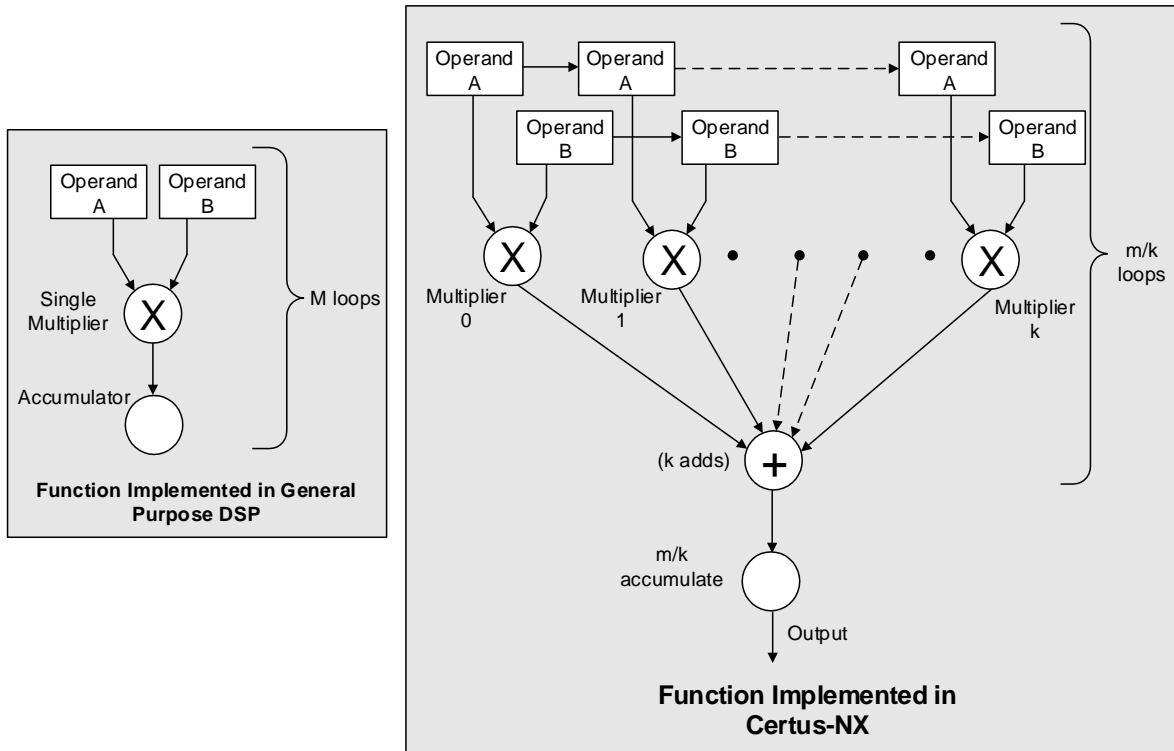 Operand
A
Operand
B
Single
Multiplier
X
M loops
Accumulator
Function Implemented in General
Purpose DSP
Operand
A
Operand
A
Operand
A
Operand
B
Operand
B
Operand
B
X
X
X
Multiplier
0
Multiplier
1
Multiplier
k
m/k
loops
(k adds)
+
m/k
accumulate
Output
Function Implemented in
Certus-NX